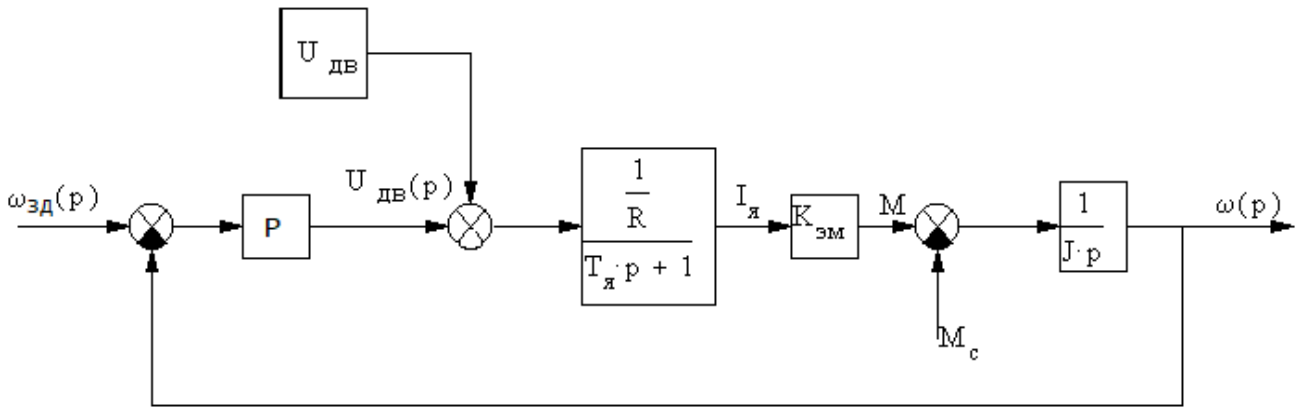 U дв
ω зд (p)
P
U дв (p)
1
R
T я · p + 1
I я
К эм
M
M с
1
J · p
ω(p)